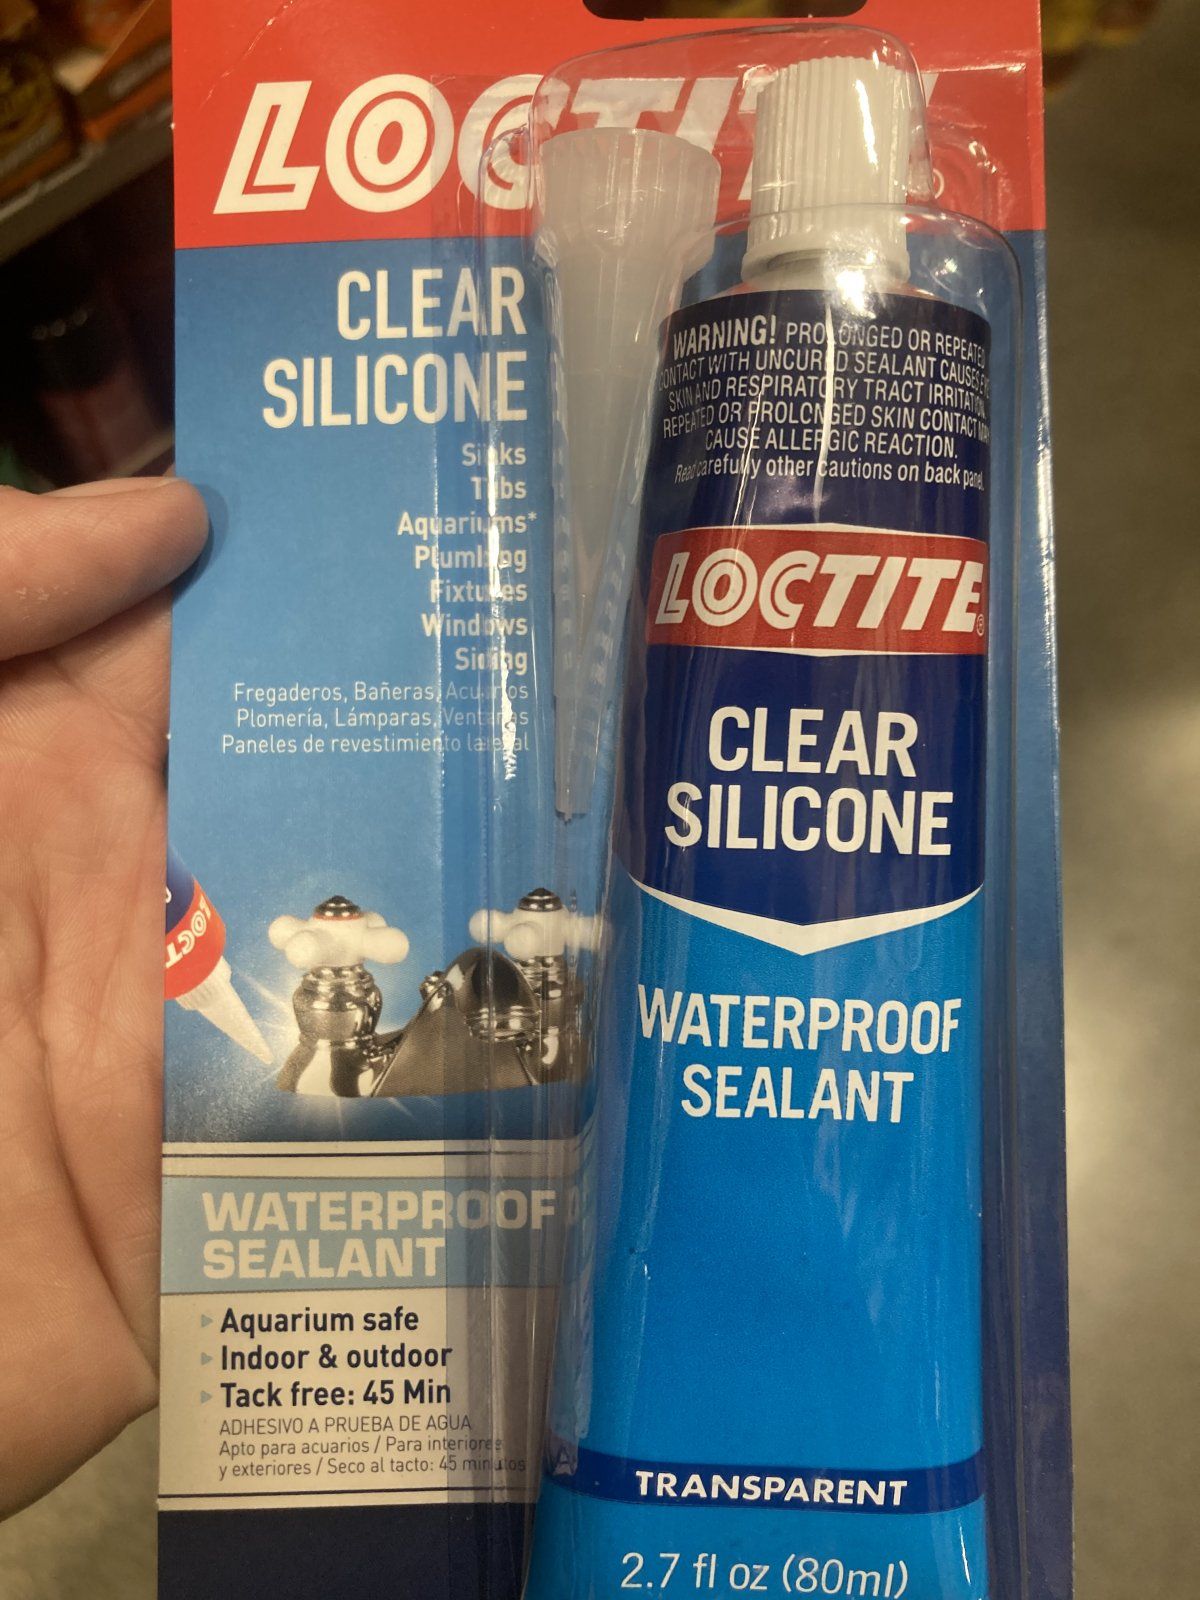 LOCTITE
CLEAR
SILICONE
Sinks
Tubs
Aquariums*
Plumbing
Fixtures
Windows
Siding
Fregaderos, Bañeras, Acuarios
Plomería, Lámparas, Ventanas
Paneles de revestimiento lateral
LOCT
WATERPROOF
SEALANT
Aquarium safe
Indoor & outdoor
Tack free: 45 Min
ADHESIVO A PRUEBA DE AGUA
Apto para acuarios / Para interiores
y exteriores / Seco al tacto: 45 minutos
WARNING! PROLONGED OR REPEATED
CONTACT WITH UNCURED SEALANT CAUSES
SKIN AND RESPIRATORY TRACT IRRITATION.
REPEATED OR PROLONGED SKIN CONTACT MAY
CAUSE ALLERGIC REACTION.
Read carefully other cautions on back panel.
LOCTITE®
CLEAR
SILICONE
WATERPROOF
SEALANT
TRANSPARENT
2.7 fl oz (80ml)